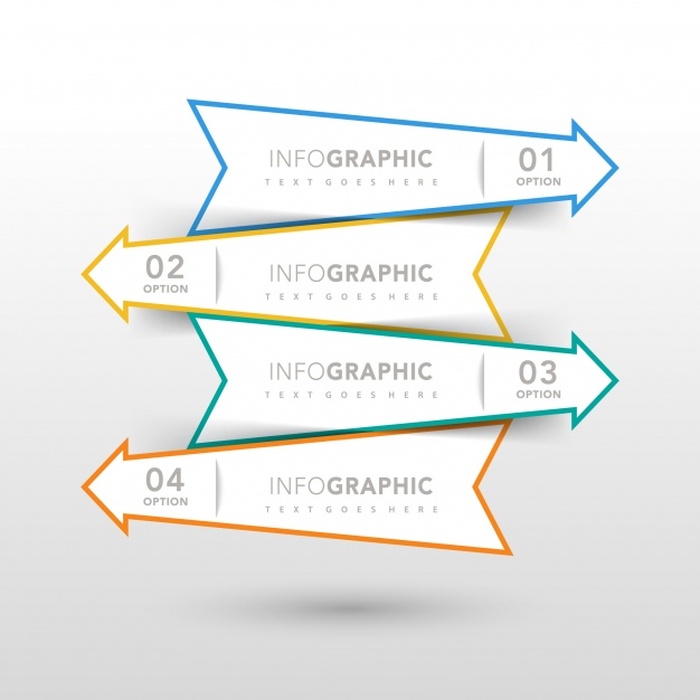 INFOGRAPHIC
TEXT GOES HERE
01
OPTION
02
OPTION
INFOGRAPHIC
TEXT GOES HERE
INFOGRAPHIC
TEXT GOES HERE
03
OPTION
04
OPTION
INFOGRAPHIC
TEXT GOES HERE